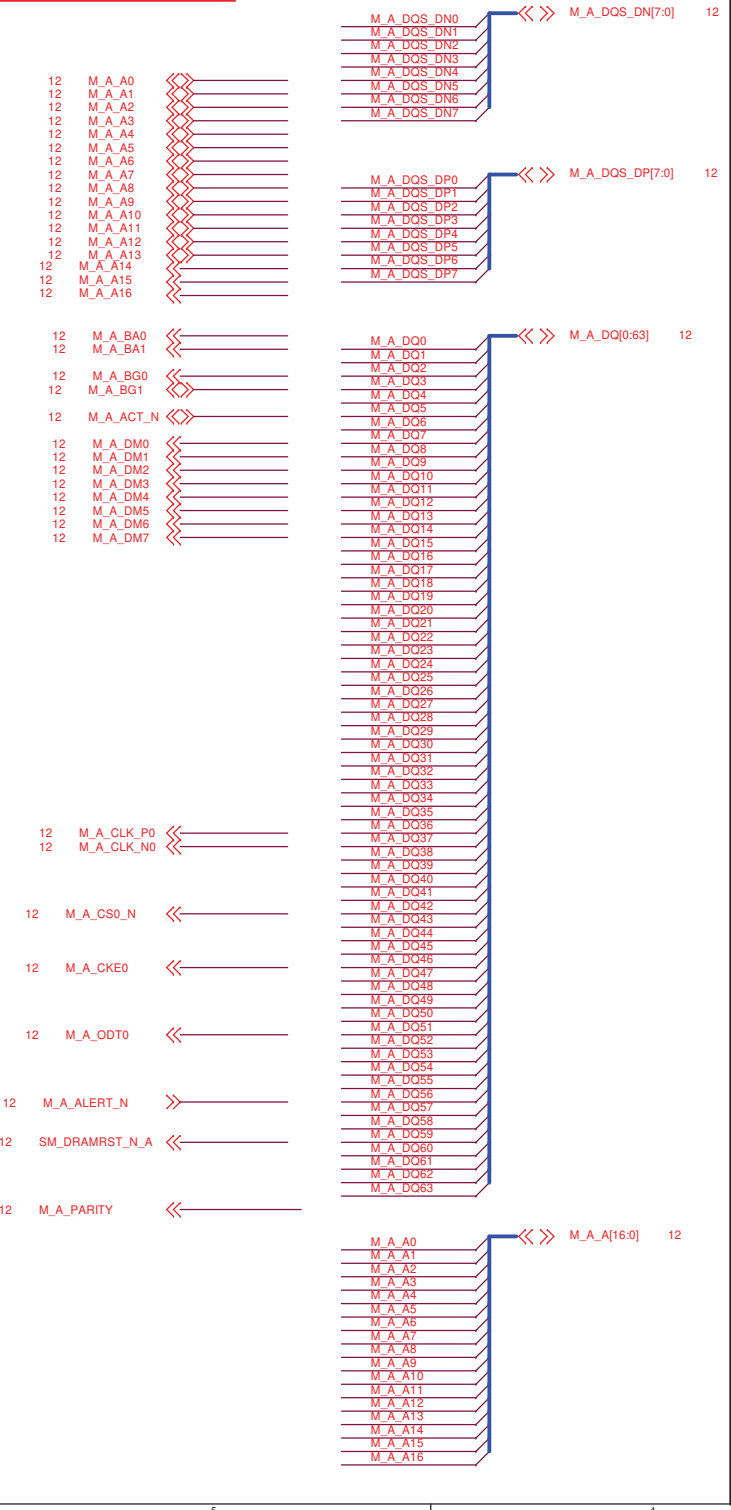 12 M_A_A0
12 M_A_A1
12 M_A_A2
12 M_A_A3
12 M_A_A4
12 M_A_A5
12 M_A_A6
12 M_A_A7
12 M_A_A8
12 M_A_A9
12 M_A_A10
12 M_A_A11
12 M_A_A12
12 M_A_A13
12 M_A_A14
12 M_A_A15
12 M_A_A16
12 M_A_BA0
12 M_A_BA1
12 M_A_BG0
12 M_A_BG1
12 M_A_ACT_N
12 M_A_DM0
12 M_A_DM1
12 M_A_DM2
12 M_A_DM3
12 M_A_DM4
12 M_A_DM5
12 M_A_DM6
12 M_A_DM7
12 M_A_CLK_P0
12 M_A_CLK_N0
12 M_A_CS0_N
12 M_A_CKE0
12 M_A_ODT0
12 M_A_ALERT_N
12 SM_DRAMRST_N_A
12 M_A_PARITY
M_A_DQS_DN0
M_A_DQS_DN1
M_A_DQS_DN2
M_A_DQS_DN3
M_A_DQS_DN4
M_A_DQS_DN5
M_A_DQS_DN6
M_A_DQS_DN7
M_A_DQS_DN[7:0] 12
M_A_DQS_DP0
M_A_DQS_DP1
M_A_DQS_DP2
M_A_DQS_DP3
M_A_DQS_DP4
M_A_DQS_DP5
M_A_DQS_DP6
M_A_DQS_DP7
M_A_DQS_DP[7:0] 12
M_A_DQ0
M_A_DQ1
M_A_DQ2
M_A_DQ3
M_A_DQ4
M_A_DQ5
M_A_DQ6
M_A_DQ7
M_A_DQ8
M_A_DQ9
M_A_DQ10
M_A_DQ11
M_A_DQ12
M_A_DQ13
M_A_DQ14
M_A_DQ15
M_A_DQ16
M_A_DQ17
M_A_DQ18
M_A_DQ19
M_A_DQ20
M_A_DQ21
M_A_DQ22
M_A_DQ23
M_A_DQ24
M_A_DQ25
M_A_DQ26
M_A_DQ27
M_A_DQ28
M_A_DQ29
M_A_DQ30
M_A_DQ31
M_A_DQ32
M_A_DQ33
M_A_DQ34
M_A_DQ35
M_A_DQ36
M_A_DQ37
M_A_DQ38
M_A_DQ39
M_A_DQ40
M_A_DQ41
M_A_DQ42
M_A_DQ43
M_A_DQ44
M_A_DQ45
M_A_DQ46
M_A_DQ47
M_A_DQ48
M_A_DQ49
M_A_DQ50
M_A_DQ51
M_A_DQ52
M_A_DQ53
M_A_DQ54
M_A_DQ55
M_A_DQ56
M_A_DQ57
M_A_DQ58
M_A_DQ59
M_A_DQ60
M_A_DQ61
M_A_DQ62
M_A_DQ63
M_A_DQ[0:63] 12
M_A_A0
M_A_A1
M_A_A2
M_A_A3
M_A_A4
M_A_A5
M_A_A6
M_A_A7
M_A_A8
M_A_A9
M_A_A10
M_A_A11
M_A_A12
M_A_A13
M_A_A14
M_A_A15
M_A_A16
M_A_A[16:0] 12